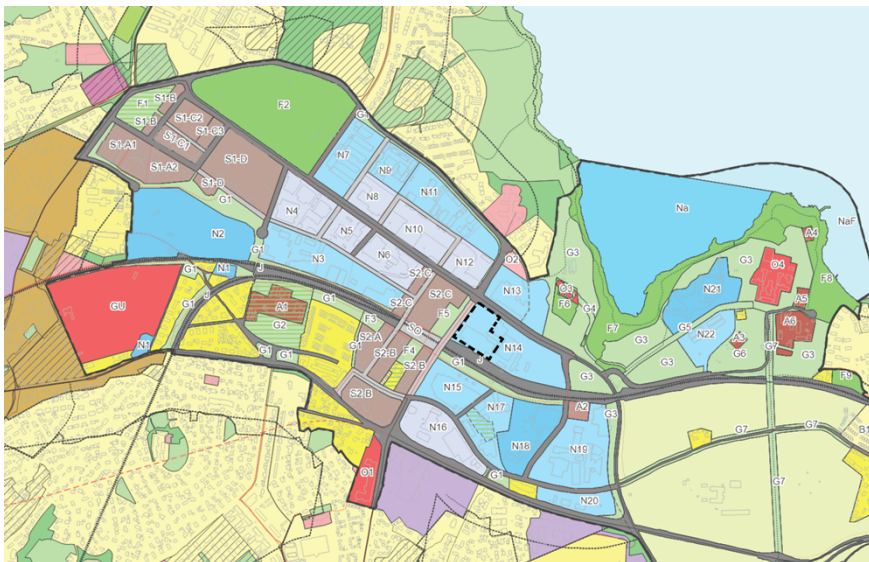 F1
S1-B
S1-B
S1-C2
S1-C1
S1-C3
S1-A1
S1-A2
S1-D
S1-D
G1
F2
G1
N7
N9
N11
N8
N10
N4
N5
N6
N12
N2
N1
G1
J
N3
S2-C
S2-C
S2-C
O2
N13
Na
NaF
G3
O3
F6
G4
F7
G3
N21
G3
O4
A4
F8
A5
G5
N22
A3
G6
A6
G7
G3
G3
GU
N1
G1
J
A1
G2
G1
G1
G1
G1
F3
S2-A
S2-B
F4
S2-B
S2-B
F5
G1
J
N14
G3
F9
N15
N17
A2
G3
N16
N18
N19
G1
N20
O1
G7
G7
G7
B1